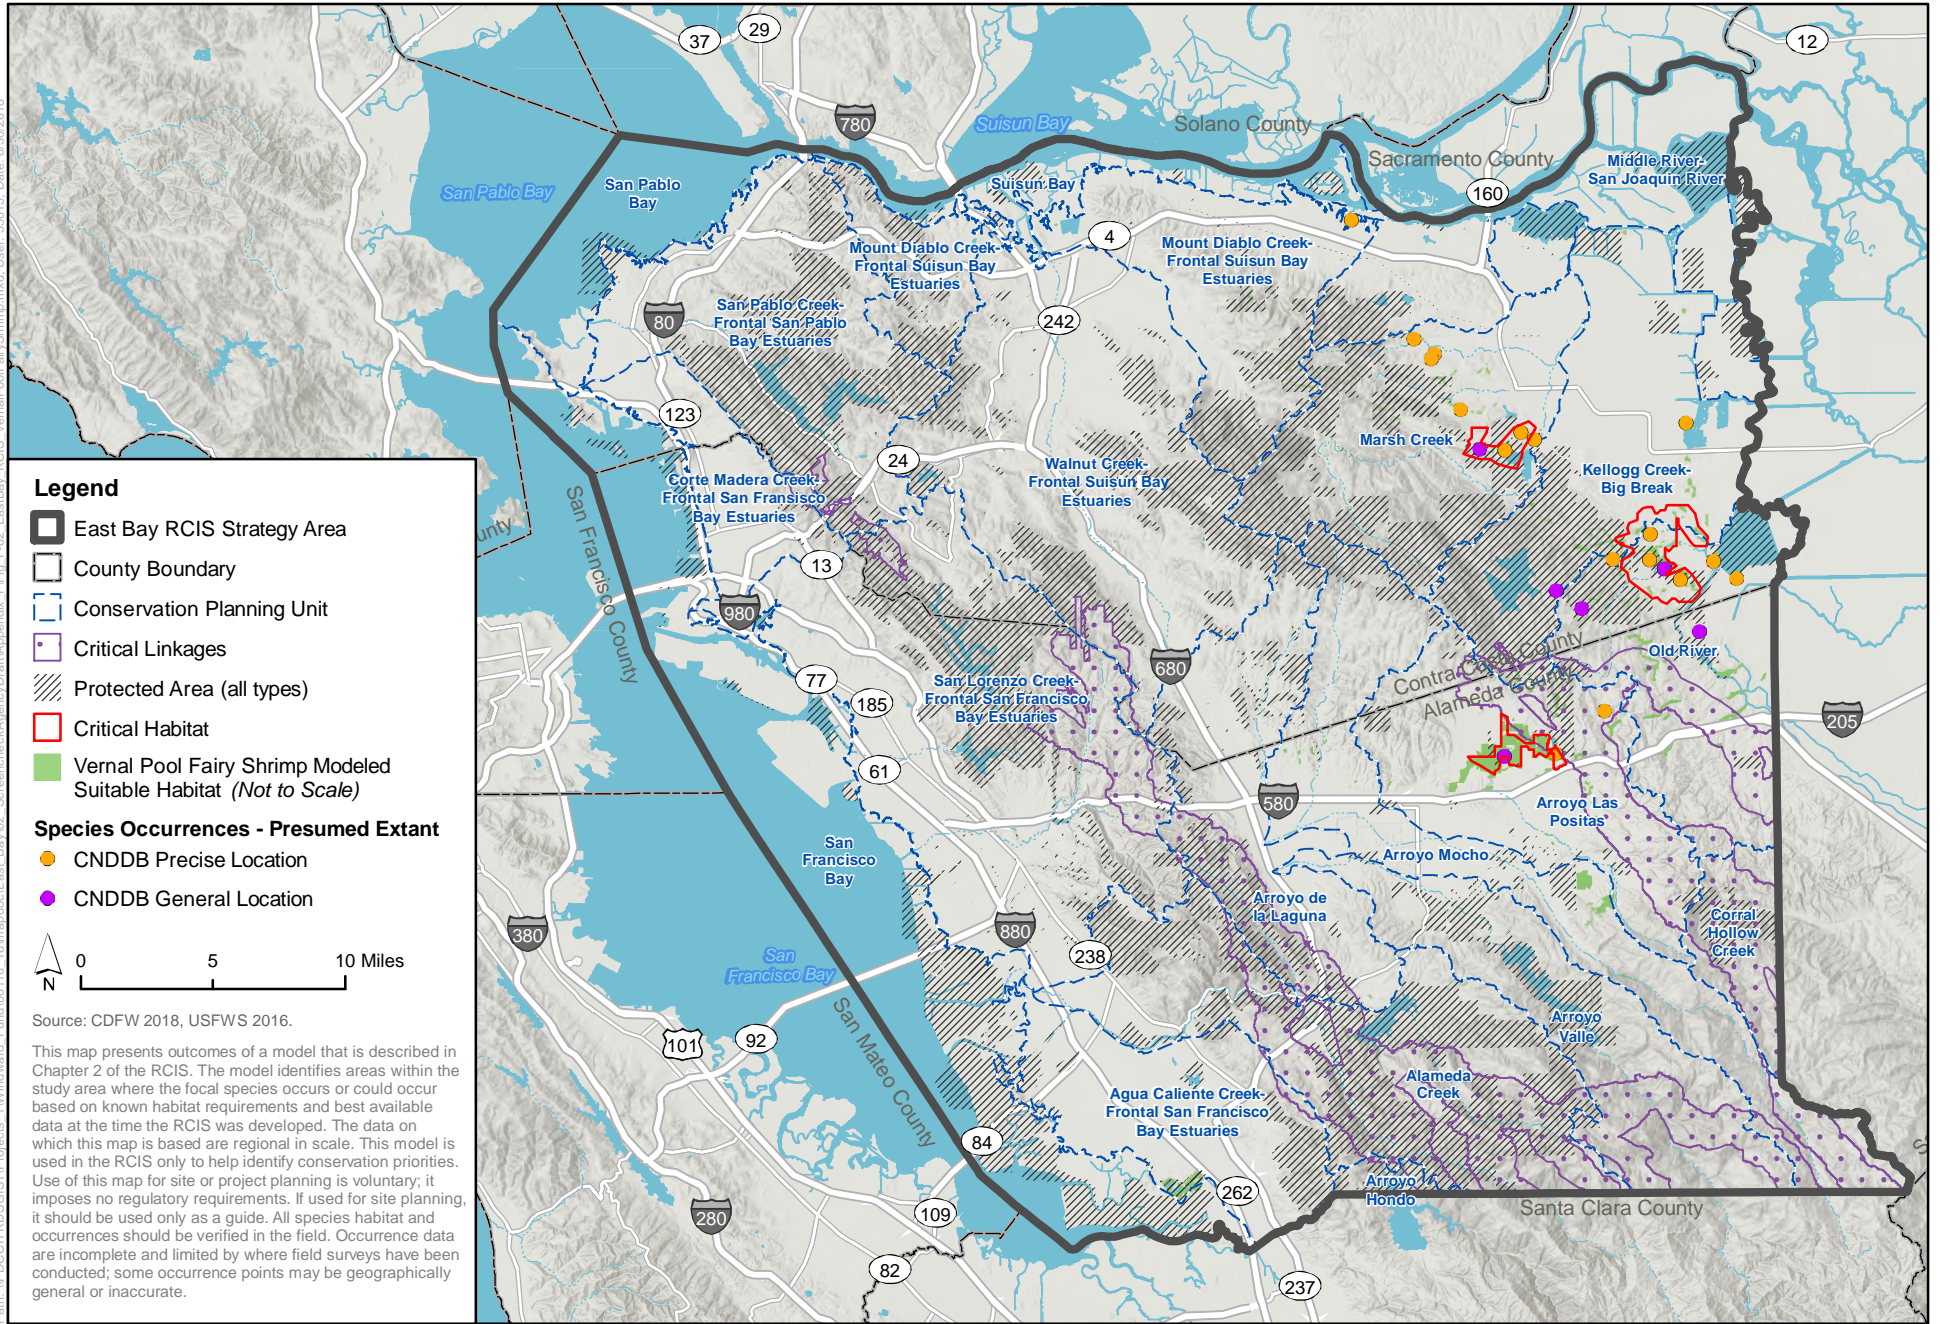 37
29
12
780
Suisun Bay
Solano County
Sacramento County
Middle River-
San Joaquin River
San Pablo Bay
San Pablo
Bay
Suisun Bay
160
4
Mount Diablo Creek-
Frontal Suisun Bay
Estuaries
Mount Diablo Creek-
Frontal Suisun Bay
Estuaries
San Pablo Creek-
Frontal San Pablo
Bay Estuaries
80
242
123
24
Marsh Creek
Walnut Creek-
Frontal Suisun Bay
Estuaries
Kellogg Creek-
Big Break
Corte Madera Creek-
Frontal San Fransisco
Bay Estuaries
unty
San Francisco County
13
980
680
Contra Costa County
Alameda County
Old River
77
185
San Lorenzo Creek-
Frontal San Francisco
Bay Estuaries
205
61
580
Arroyo Las
Positas
San
Francisco
Bay
Arroyo Mocho
Arroyo de
la Laguna
Corral
Hollow
Creek
380
880
238
San
Francisco Bay
San Mateo County
Arroyo
Valle
101
92
Alameda
Creek
Agua Caliente Creek-
Frontal San Francisco
Bay Estuaries
84
262
Arroyo
Hondo
Santa Clara County
280
109
82
237
Legend
East Bay RCIS Strategy Area
County Boundary
Conservation Planning Unit
Critical Linkages
Protected Area (all types)
Critical Habitat
Vernal Pool Fairy Shrimp Modeled
Suitable Habitat (Not to Scale)
Species Occurrences - Presumed Extant
CNDDB Precise Location
CNDDB General Location
N
0 5 10 Miles
Source: CDFW 2018, USFWS 2016.
This map presents outcomes of a model that is described in
Chapter 2 of the RCIS. The model identifies areas within the
study area where the focal species occurs or could occur
based on known habitat requirements and best available
data at the time the RCIS was developed. The data on
which this map is based are regional in scale. This model is
used in the RCIS only to help identify conservation priorities.
Use of this map for site or project planning is voluntary; it
imposes no regulatory requirements. If used for site planning,
it should be used only as a guide. All species habitat and
occurrences should be verified in the field. Occurrence data
are incomplete and limited by where field surveys have been
conducted; some occurrence points may be geographically
general or inaccurate.